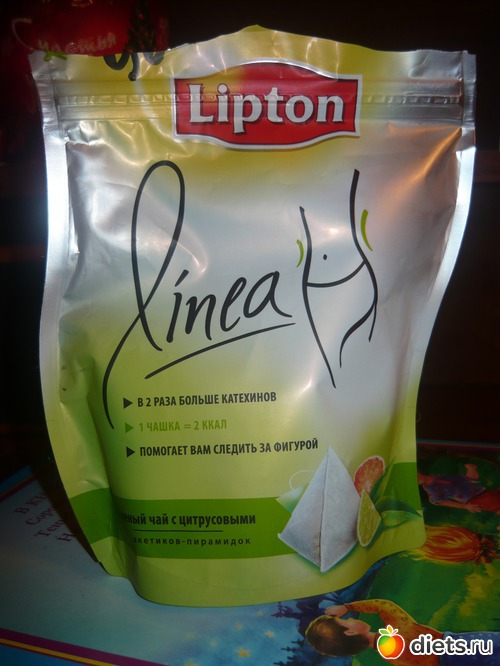 Счастья
Lipton
Linea
▶ В 2 РАЗА БОЛЬШЕ КАТЕХИНОВ
▶ 1 ЧАШКА = 2 ККАЛ
▶ ПОМОГАЕТ ВАМ СЛЕДИТЬ ЗА ФИГУРОЙ
чай с цитрусовыми
пирамидок
В К
diets.ru